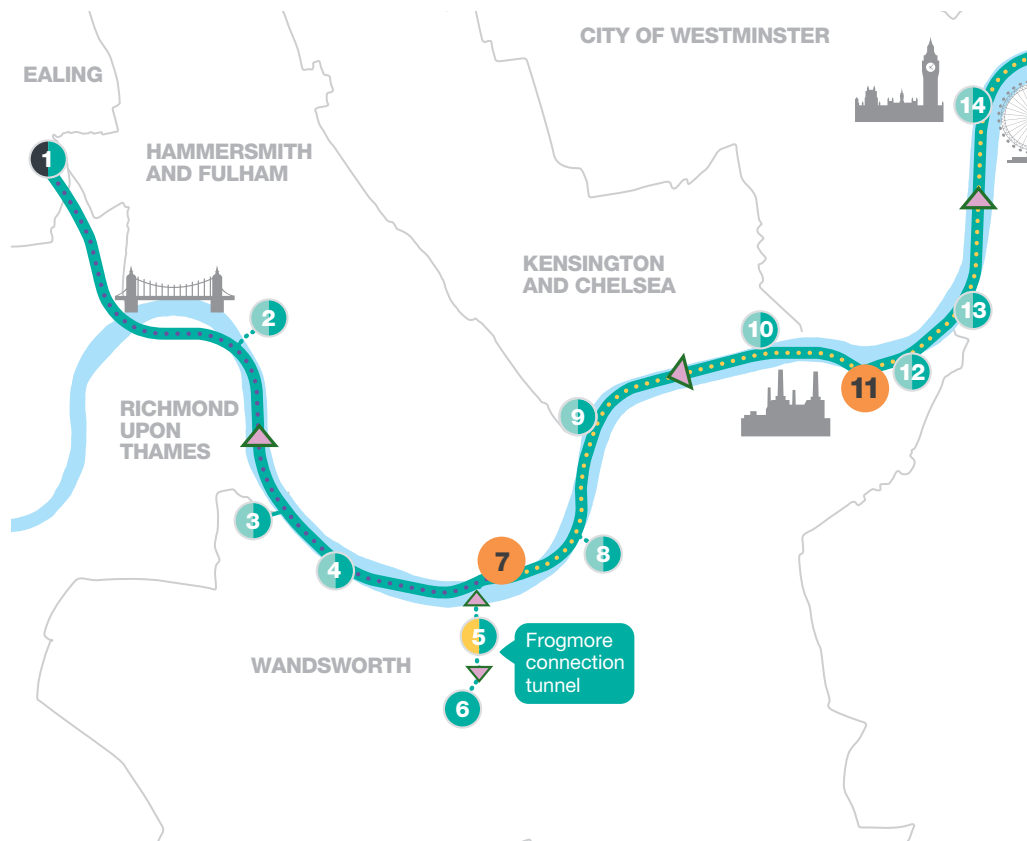 CITY OF WESTMINSTER
EALING
14
1
HAMMERSMITH
AND FULHAM
KENSINGTON
AND CHELSEA
2
10
13
12
11
RICHMOND
UPON
THAMES
9
3
8
7
4
5
Frogmore
connection
tunnel
WANDSWORTH
6